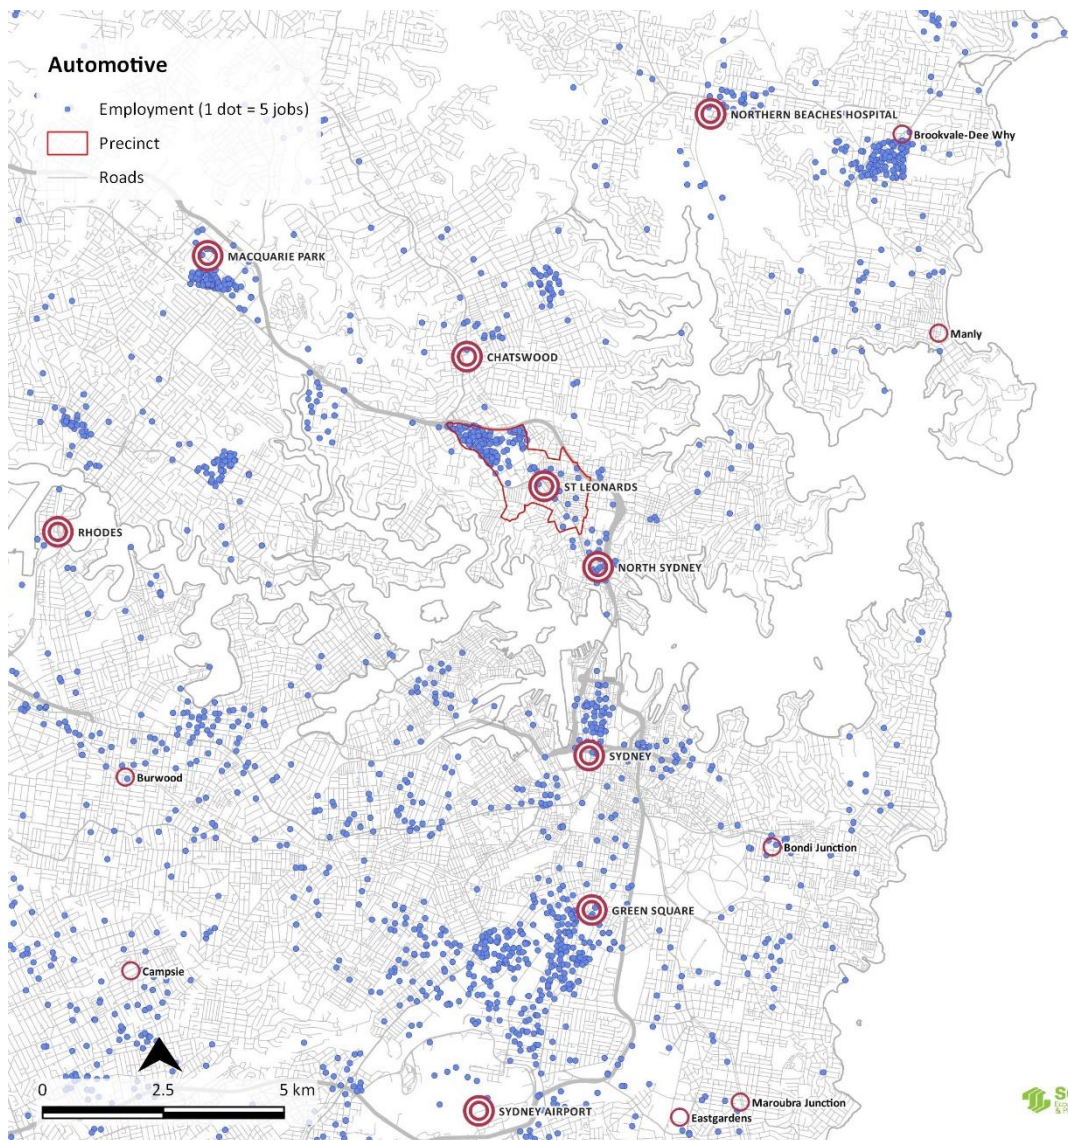 Automotive
Employment (1 dot = 5 jobs)
Precinct
Roads
NORTHERN BEACHES HOSPITAL
Brookvale-Dee Why
MACQUARIE PARK
Manly
CHATSWOOD
ST LEONARDS
RHODES
NORTH SYDNEY
SYDNEY
Burwood
Bondi Junction
GREEN SQUARE
Campsie
0 2.5 5 km
SYDNEY AIRPORT
Maroubra Junction
Eastgardens